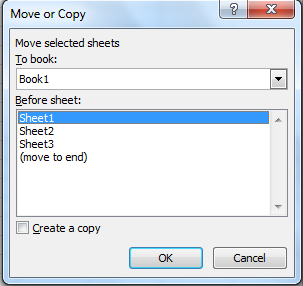 Move or Copy
Move selected sheets
To book:
Book1
Before sheet:
Sheet1
Sheet2
Sheet3
(move to end)
Create a copy
OK Cancel